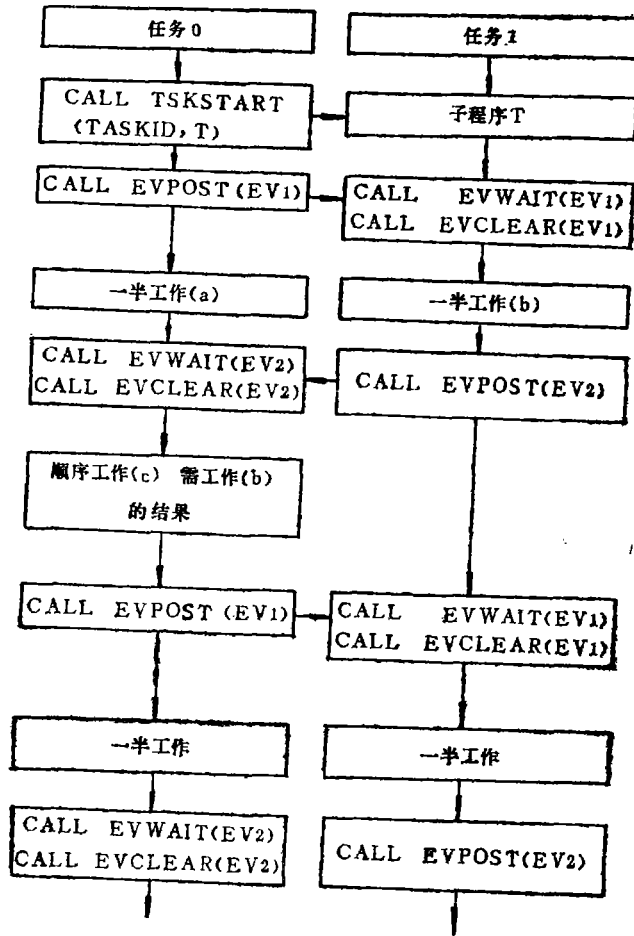 任务0
任务1
CALL TSKSTART
(TASKID,T)
子程序T
CALL EVPOST(EV1)
CALL EVWAIT(EV1)
CALL EVCLEAR(EV1)
一半工作(a)
一半工作(b)
CALL EVWAIT(EV2)
CALL EVCLEAR(EV2)
CALL EVPOST(EV2)
顺序工作(c) 需工作(b)
的结果
CALL EVPOST (EV1)
CALL EVWAIT(EV1)
CALL EVCLEAR(EV1)
一半工作
一半工作
CALL EVWAIT(EV2)
CALL EVCLEAR(EV2)
CALL EVPOST(EV2)